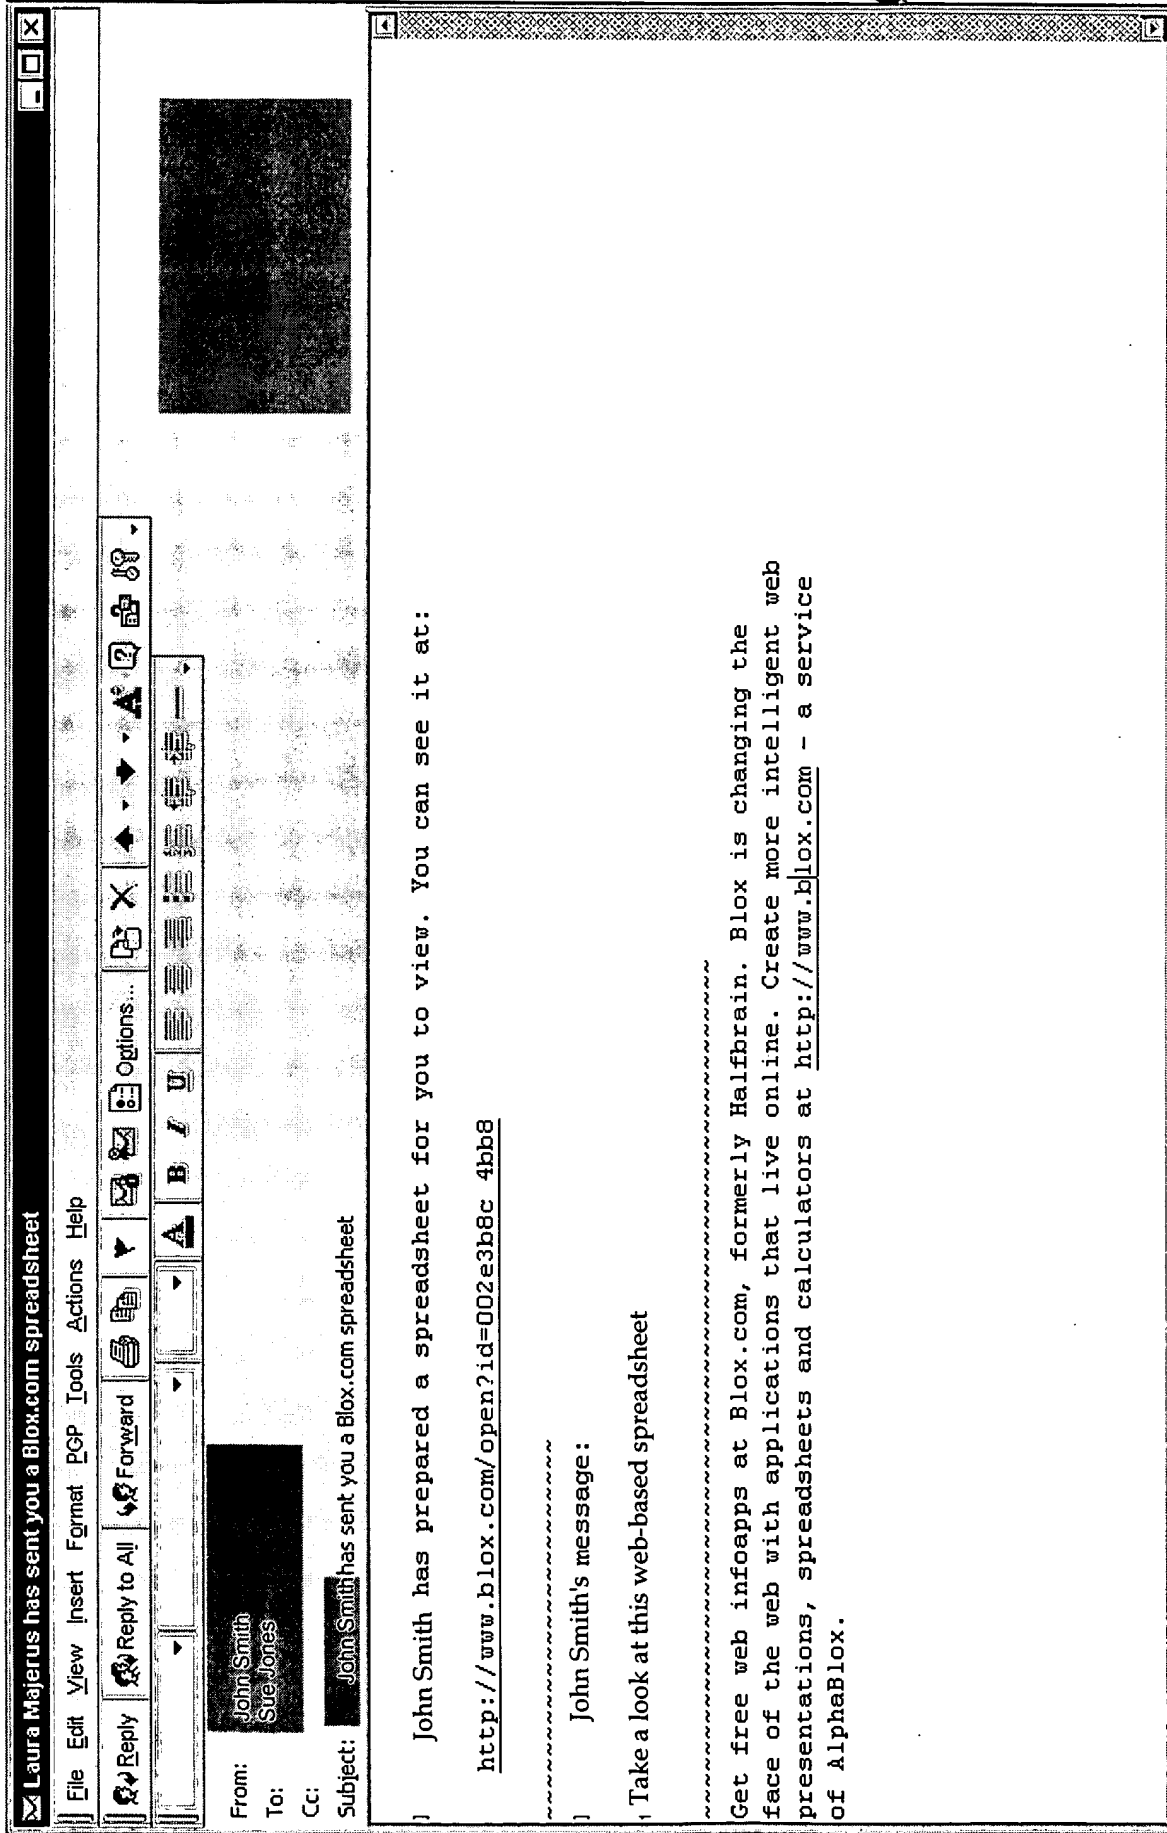 Laura Majerus has sent you a Blox.com spreadsheet
File Edit View Insert Format PGP Tools Actions Help
Reply Reply to All Forward Options...
A B I U
From: John Smith
To: Sue Jones
Cc:
Subject: John Smith has sent you a Blox.com spreadsheet
John Smith has prepared a spreadsheet for you to view. You can see it at:
http://www.blox.com/open?id=002e3b8c 4bb8
~~~~~~~~~~~~~~~~~~~~~~~~
John Smith's message:
Take a look at this web-based spreadsheet
~~~~~~~~~~~~~~~~~~~~~~~~~~~~~~~~~~~~~~~~~~~~~~~~~~~~~~
Get free web infoapps at Blox.com, formerly Halfbrain. Blox is changing the
face of the web with applications that live online. Create more intelligent web
presentations, spreadsheets and calculators at http://www.blox.com – a service
of AlphaBlox.